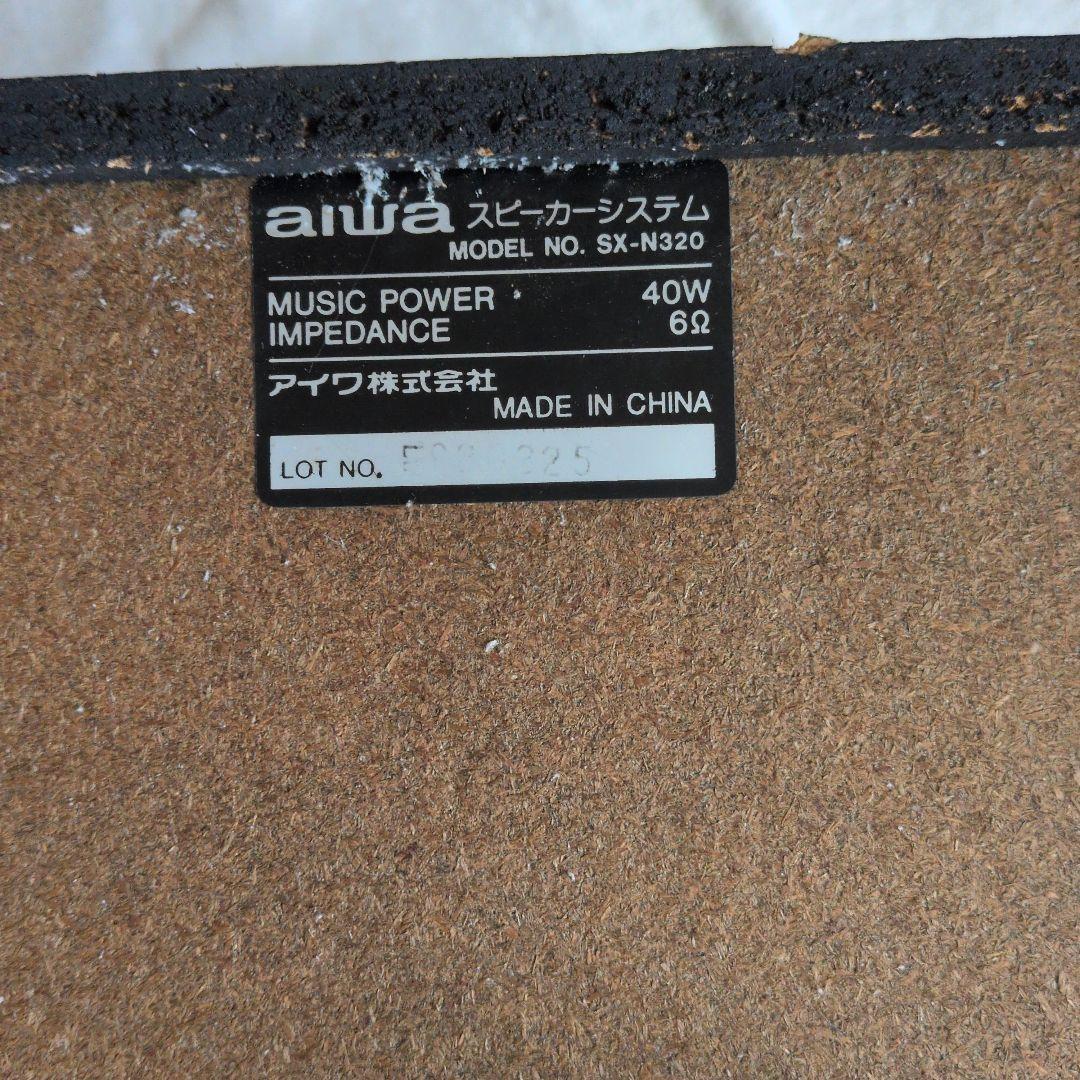 aiwa スピーカーシステム
MODEL NO. SX-N320
MUSIC POWER 40W
IMPEDANCE 6Ω
アイワ株式会社
MADE IN CHINA
LOT NO.